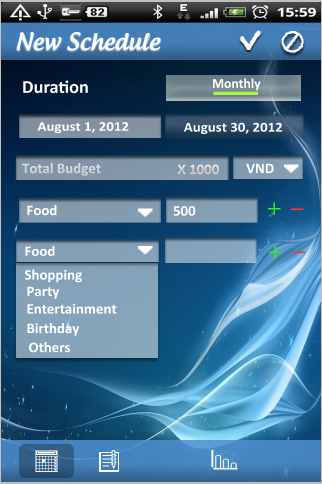 82 E 15:59
New Schedule
Duration Monthly
August 1, 2012 August 30, 2012
Total Budget X 1000 VND
Food 500 + −
Food + −
Shopping
Party
Entertainment
Birthday
Others